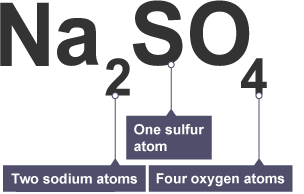 Na₂SO₄
One sulfur
atom
Two sodium atoms
Four oxygen atoms